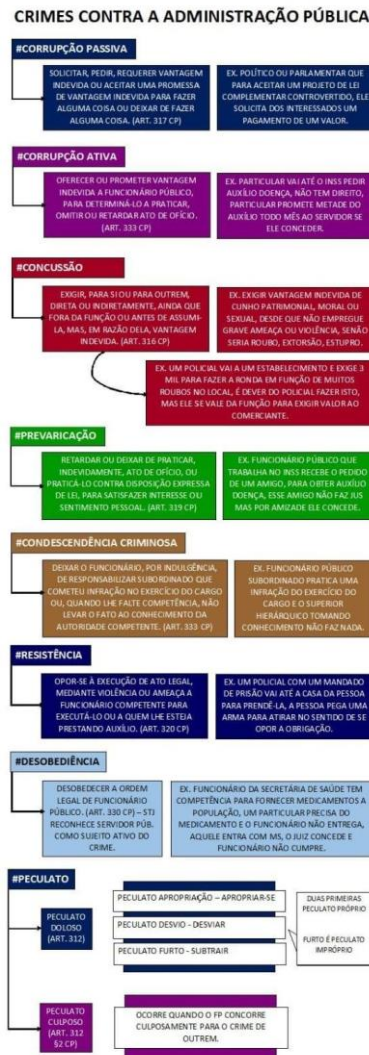 CRIMES CONTRA A ADMINISTRAÇÃO PÚBLICA
#CORRUPÇÃO PASSIVA
SOLICITAR, PEDIR, REQUERER VANTAGEM
INDEVIDA OU ACEITAR UMA PROMESSA
DE VANTAGEM INDEVIDA PARA FAZER
ALGUMA COISA OU DEIXAR DE FAZER
ALGUMA COISA. (ART. 317 CP)
EX. POLÍTICO OU PARLAMENTAR QUE
PARA ACEITAR UM PROJETO DE LEI
COMPLEMENTAR CONTROVERTIDO, ELE
SOLICITA DOS INTERESSADOS UM
PAGAMENTO DE UM VALOR.
#CORRUPÇÃO ATIVA
OFERECER OU PROMETER VANTAGEM
INDEVIDA A FUNCIONÁRIO PÚBLICO,
PARA DETERMINÁ-LO A PRATICAR,
OMITIR OU RETARDAR ATO DE OFÍCIO.
(ART. 333 CP)
EX. PARTICULAR VAI ATÉ O INSS PEDIR
AUXÍLIO DOENÇA, NÃO TEM DIREITO,
PARTICULAR PROMETE METADE DO
AUXÍLIO TODO MÊS AO SERVIDOR SE
ELE CONCEDER.
#CONCUSSÃO
EXIGIR, PARA SI OU PARA OUTREM,
DIRETA OU INDIRETAMENTE, AINDA QUE
FORA DA FUNÇÃO OU ANTES DE ASSUMI-
LA, MAS, EM RAZÃO DELA, VANTAGEM
INDEVIDA. (ART. 316 CP)
EX. EXIGIR VANTAGEM INDEVIDA DE
CUNHO PATRIMONIAL, MORAL OU
SEXUAL, DESDE QUE NÃO EMPREGUE
GRAVE AMEAÇA OU VIOLÊNCIA, SENÃO
SERIA ROUBO, EXTORSÃO, ESTUPRO.
EX. UM POLICIAL VAI A UM ESTABELECIMENTO E EXIGE 3
MIL PARA FAZER A RONDA EM FUNÇÃO DE MUITOS
ROUBOS NO LOCAL, É DEVER DO POLICIAL FAZER ISTO,
MAS ELE SE VALE DA FUNÇÃO PARA EXIGIR VALOR AO
COMERCIANTE.
#PREVARICAÇÃO
RETARDAR OU DEIXAR DE PRATICAR,
INDEVIDAMENTE, ATO DE OFÍCIO, OU
PRATICÁ-LO CONTRA DISPOSIÇÃO EXPRESSA
DE LEI, PARA SATISFAZER INTERESSE OU
SENTIMENTO PESSOAL. (ART. 319 CP)
EX. FUNCIONÁRIO PÚBLICO QUE
TRABALHA NO INSS RECEBE O PEDIDO
DE UM AMIGO, PARA OBTER AUXÍLIO
DOENÇA, ESSE AMIGO NÃO FAZ JUS
MAS POR AMIZADE ELE CONCEDE.
#CONDESCENDÊNCIA CRIMINOSA
DEIXAR O FUNCIONÁRIO, POR INDULGÊNCIA,
DE RESPONSABILIZAR SUBORDINADO QUE
COMETEU INFRAÇÃO NO EXERCÍCIO DO CARGO
OU, QUANDO LHE FALTE COMPETÊNCIA, NÃO
LEVAR O FATO AO CONHECIMENTO DA
AUTORIDADE COMPETENTE. (ART. 333 CP)
EX. FUNCIONÁRIO PÚBLICO
SUBORDINADO PRATICA UMA
INFRAÇÃO DO EXERCÍCIO DO
CARGO E O SUPERIOR
HIERÁRQUICO TOMANDO
CONHECIMENTO NÃO FAZ NADA.
#RESISTÊNCIA
OPOR-SE À EXECUÇÃO DE ATO LEGAL,
MEDIANTE VIOLÊNCIA OU AMEAÇA A
FUNCIONÁRIO COMPETENTE PARA
EXECUTÁ-LO OU A QUEM LHE ESTEJA
PRESTANDO AUXÍLIO. (ART. 320 CP)
EX. UM POLICIAL COM UM MANDADO
DE PRISÃO VAI ATÉ A CASA DA PESSOA
PARA PRENDÊ-LA, A PESSOA PEGA UMA
ARMA PARA ATIRAR NO SENTIDO DE SE
OPOR A OBRIGAÇÃO.
#DESOBEDIÊNCIA
DESOBEDECER A ORDEM
LEGAL DE FUNCIONÁRIO
PÚBLICO. (ART. 330 CP) – STJ
RECONHECE SERVIDOR PÚB.
COMO SUJEITO ATIVO DO
CRIME.
EX. FUNCIONÁRIO DA SECRETÁRIA DE SAÚDE TEM
COMPETÊNCIA PARA FORNECER MEDICAMENTOS A
POPULAÇÃO, UM PARTICULAR PRECISA DO
MEDICAMENTO E O FUNCIONÁRIO NÃO ENTREGA,
AQUELE ENTRA COM MS, O JUIZ CONCEDE E
FUNCIONÁRIO NÃO CUMPRE.
#PECULATO
PECULATO
DOLOSO
(ART. 312)
PECULATO APROPRIAÇÃO – APROPRIAR-SE
PECULATO DESVIO - DESVIAR
PECULATO FURTO - SUBTRAIR
DUAS PRIMEIRAS
PECULATO PRÓPRIO
FURTO É PECULATO
IMPRÓPRIO
PECULATO
CULPOSO
(ART. 312
§2 CP)
OCORRE QUANDO O FP CONCORRE
CULPOSAMENTE PARA O CRIME DE
OUTREM.